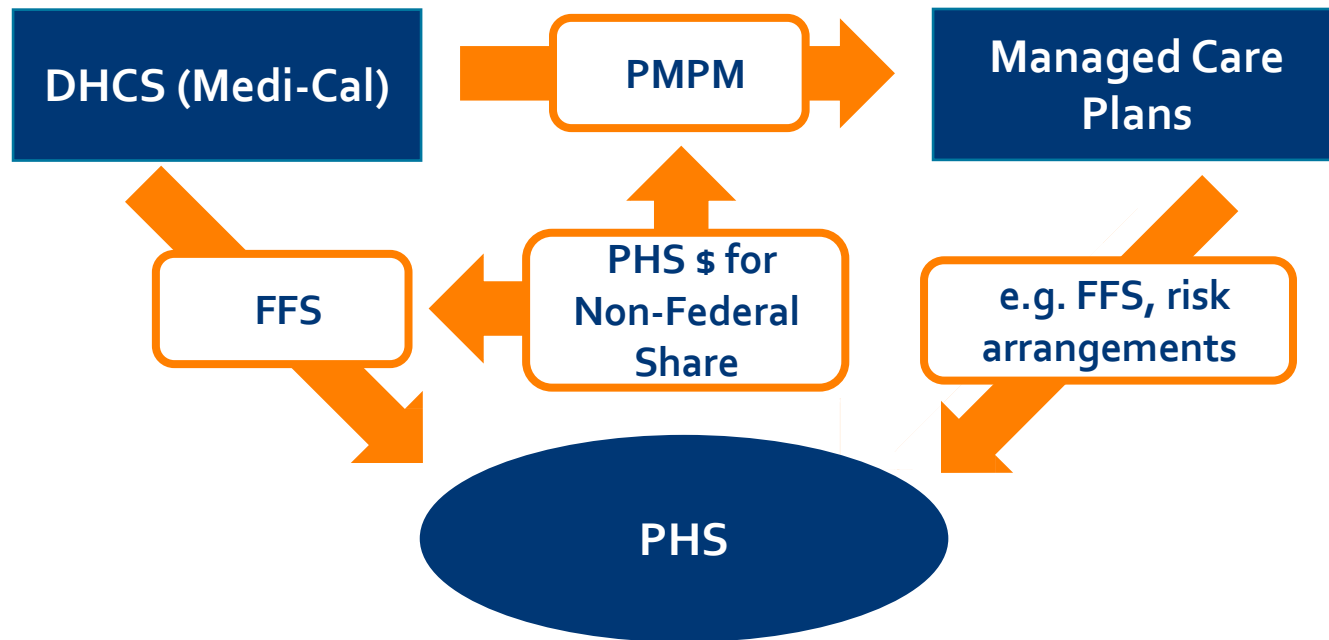 DHCS (Medi-Cal)
PMPM
Managed Care
Plans
FFS
PHS $ for
Non-Federal
Share
e.g. FFS, risk
arrangements
PHS